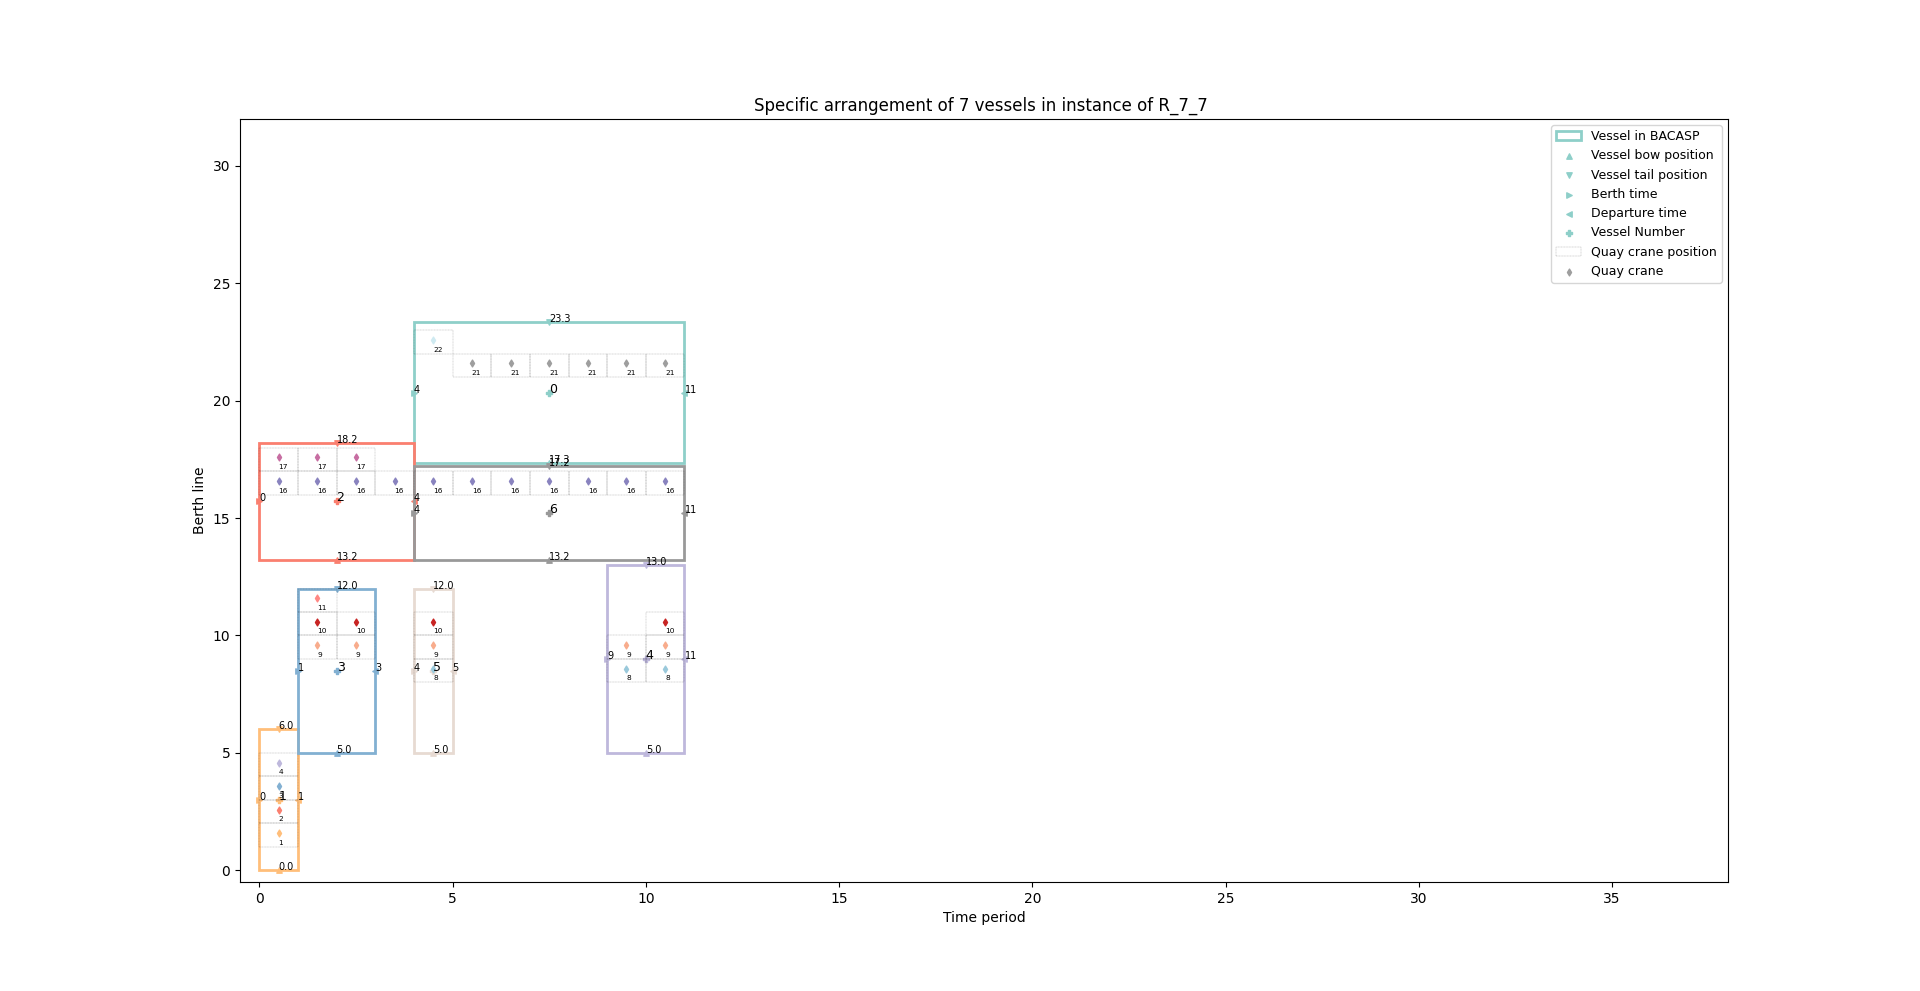 Specific arrangement of 7 vessels in instance of R_7_7
Vessel in BACASP
Vessel bow position
Vessel tail position
Berth time
Departure time
Vessel Number
Quay crane position
Quay crane
30
25
20
15
10
5
0
Berth line
23.3
22
21 21 21 21 21 21
4 0 11
17.3
17.2
18.2
17 17 17
16 16 16 16 16 16 16 16 16 16 16
0 2 4
4 6 11
13.2 13.2
13.0
12.0 12.0
11
10 10 10 10
9 9 9 9 9
1 3 3 4 5 5 9 4 11
8 8 8
5.0 5.0 5.0
6.0
4
0 1 1
2
1
0.0
0 5 10 15 20 25 30 35
Time period